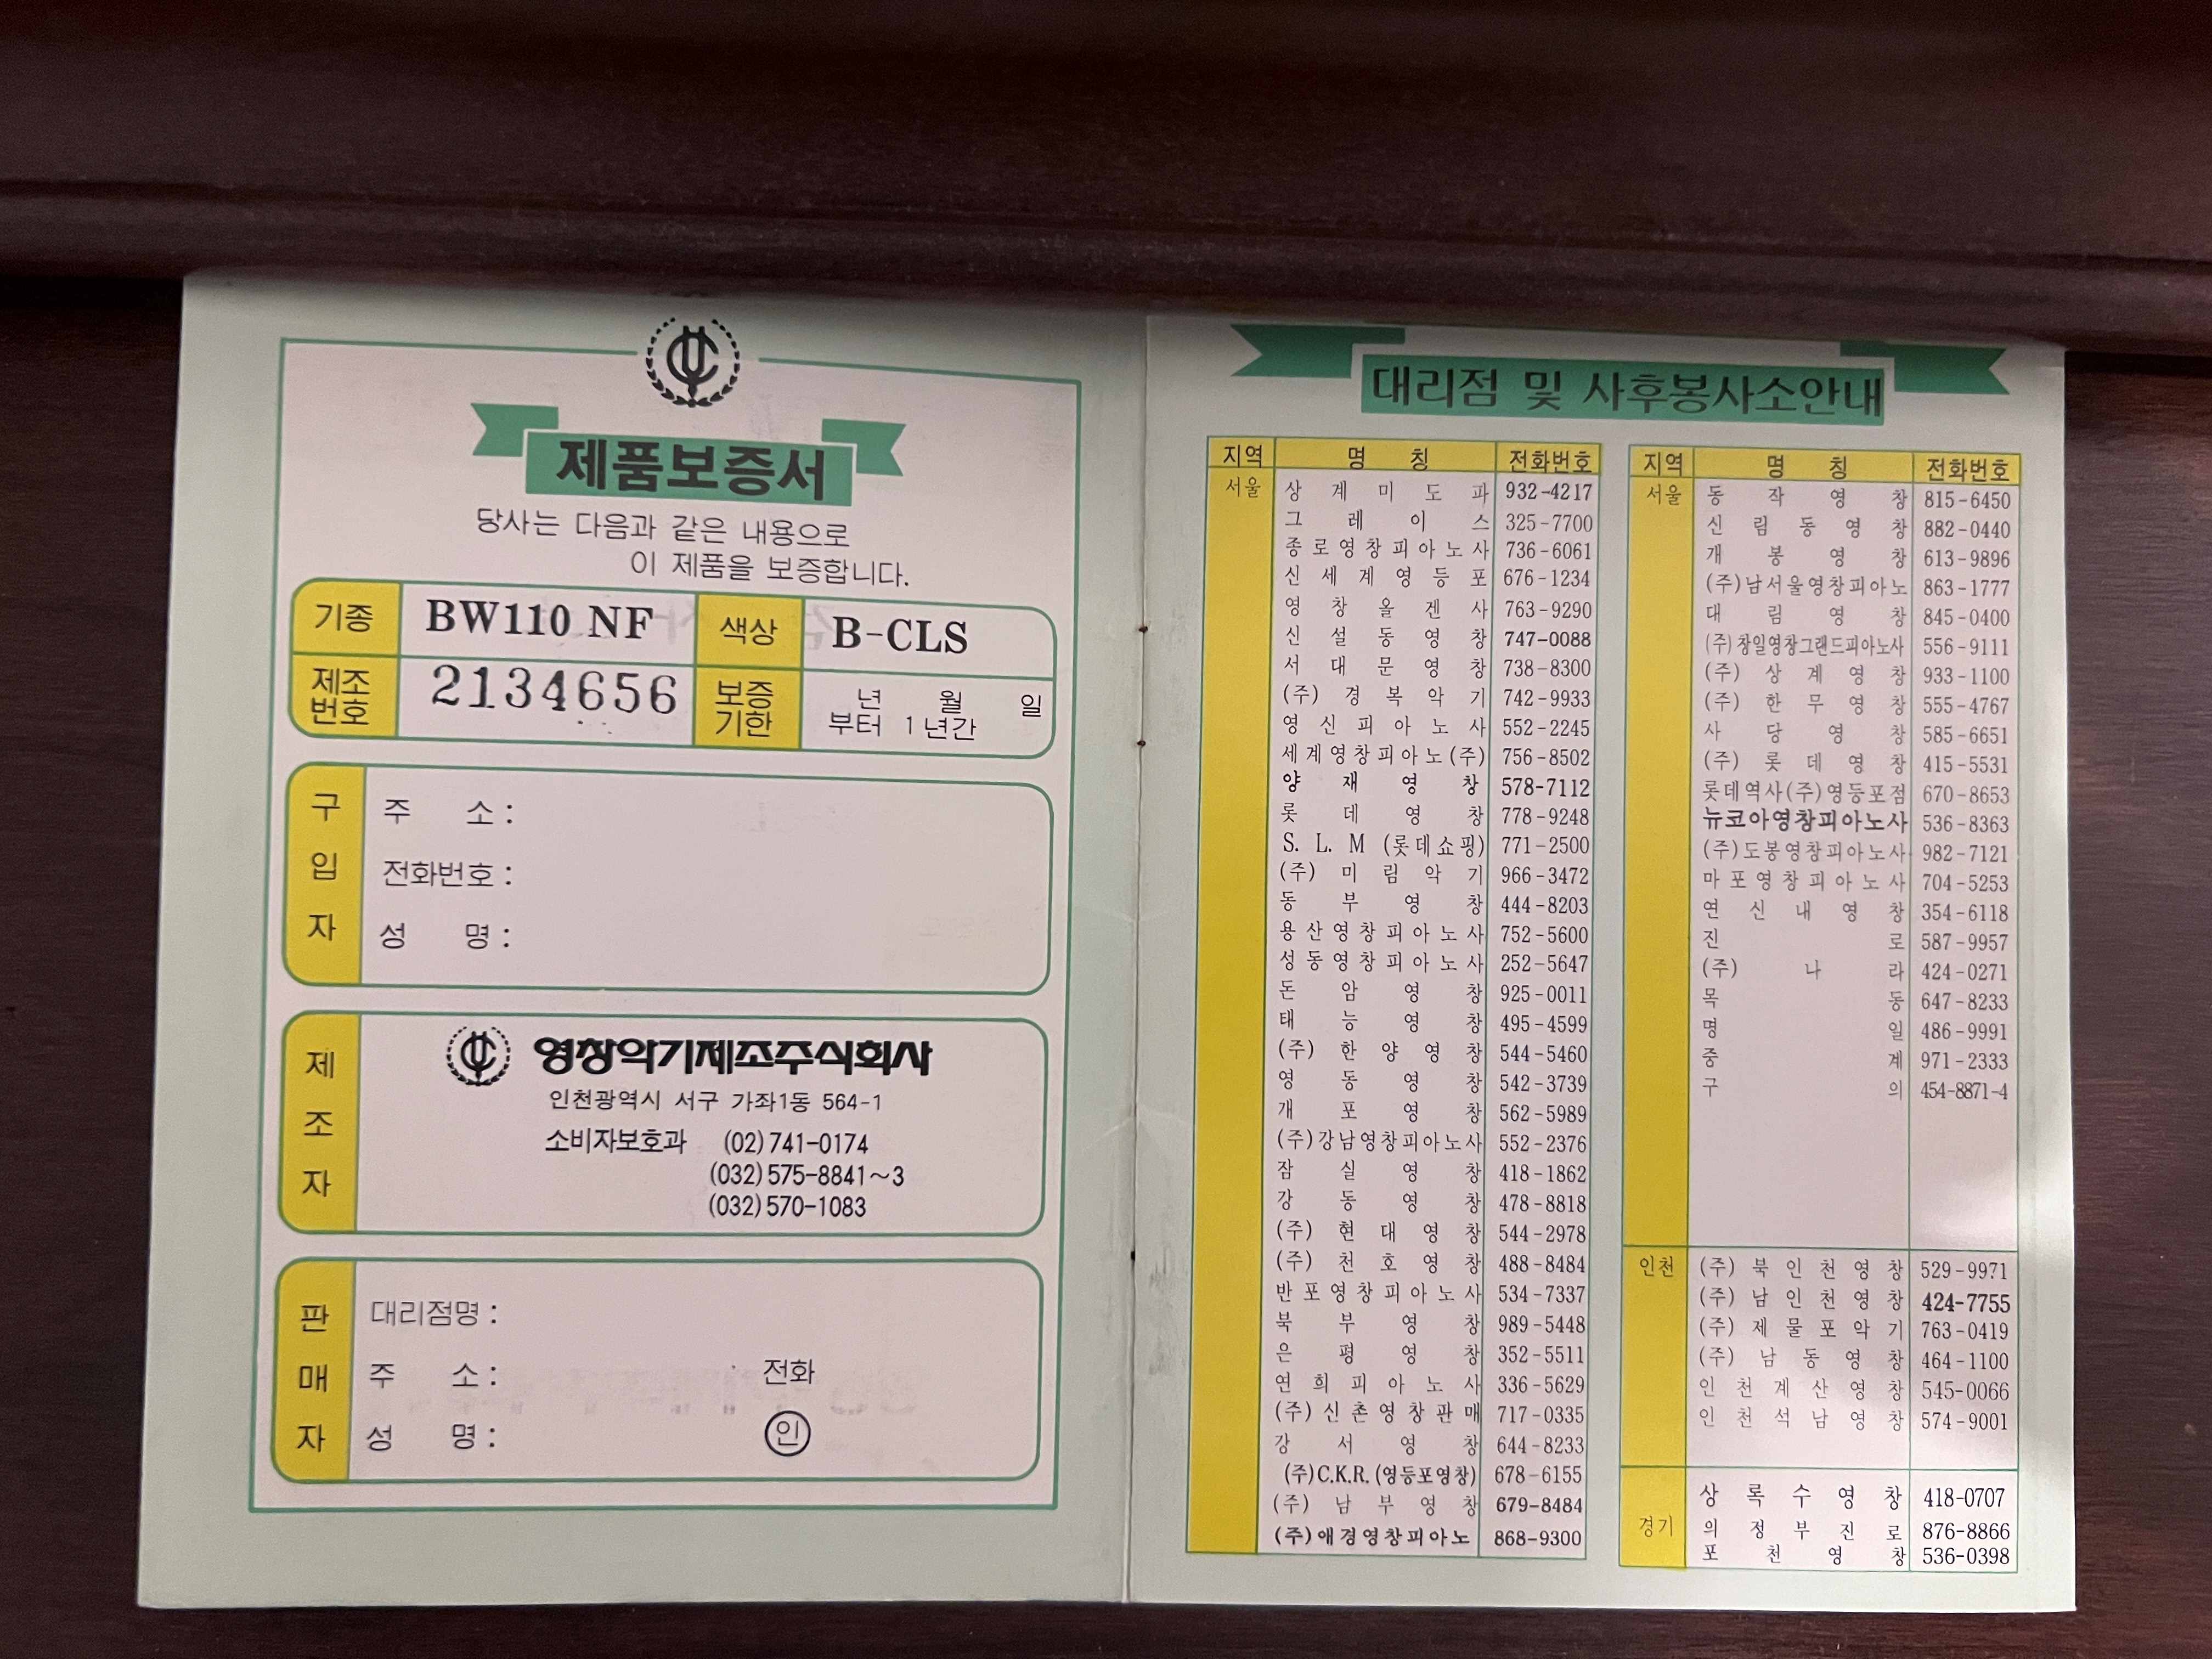 제품보증서
당사는 다음과 같은 내용으로
이 제품을 보증합니다.
기종 BW110 NF 색상 B-CLS
제조번호 2134656 보증기한 년 월 일
부터 1년간
구입자
주 소 :
전화번호 :
성 명 :
제조자
영창악기제조주식회사
인천광역시 서구 가좌1동 564-1
소비자보호과 (02)741-0174
(032)575-8841~3
(032)570-1083
판매자
대리점명 :
주 소 : 전화
성 명 : 인
대리점 및 사후봉사소안내
지역 명 칭 전화번호
서울 상 계 미 도 파 932-4217
그 레 이 스 325-7700
종로영창피아노사 736-6061
신 세 계 영 등 포 676-1234
영 창 올 겐 사 763-9290
신 설 동 영 창 747-0088
서 대 문 영 창 738-8300
(주) 경 복 악 기 742-9933
영 신 피 아 노 사 552-2245
세계영창피아노(주) 756-8502
양 재 영 창 578-7112
롯 데 영 창 778-9248
S. L. M (롯데쇼핑) 771-2500
(주) 미 림 악 기 966-3472
동 부 영 창 444-8203
용산영창피아노사 752-5600
성동영창피아노사 252-5647
돈 암 영 창 925-0011
태 능 영 창 495-4599
(주) 한 양 영 창 544-5460
영 동 영 창 542-3739
개 포 영 창 562-5989
(주)강남영창피아노사 552-2376
잠 실 영 창 418-1862
강 동 영 창 478-8818
(주) 현 대 영 창 544-2978
(주) 천 호 영 창 488-8484
반포영창피아노사 534-7337
북 부 영 창 989-5448
은 평 영 창 352-5511
연 희 피 아 노 사 336-5629
(주)신촌영창판매 717-0335
강 서 영 창 644-8233
(주)C.K.R.(영등포영창) 678-6155
(주) 남 부 영 창 679-8484
(주)애경영창피아노 868-9300
지역 명 칭 전화번호
서울 동 작 영 창 815-6450
신 림 동 영 창 882-0440
개 봉 영 창 613-9896
(주)남서울영창피아노 863-1777
대 림 영 창 845-0400
(주)창일영창그랜드피아노사 556-9111
(주) 상 계 영 창 933-1100
(주) 한 무 영 창 555-4767
사 당 영 창 585-6651
(주) 롯 데 영 창 415-5531
롯데역사(주)영등포점 670-8653
뉴코아영창피아노사 536-8363
(주)도봉영창피아노사 982-7121
마포영창피아노사 704-5253
연 신 내 영 창 354-6118
진 로 587-9957
(주) 나 라 424-0271
목 동 647-8233
명 일 486-9991
중 계 971-2333
구 의 454-8871-4
인천 (주) 북 인 천 영 창 529-9971
(주) 남 인 천 영 창 424-7755
(주) 제 물 포 악 기 763-0419
(주) 남 동 영 창 464-1100
인 천 계 산 영 창 545-0066
인 천 석 남 영 창 574-9001
경기 상 록 수 영 창 418-0707
의 정 부 진 로 876-8866
포 천 영 창 536-0398